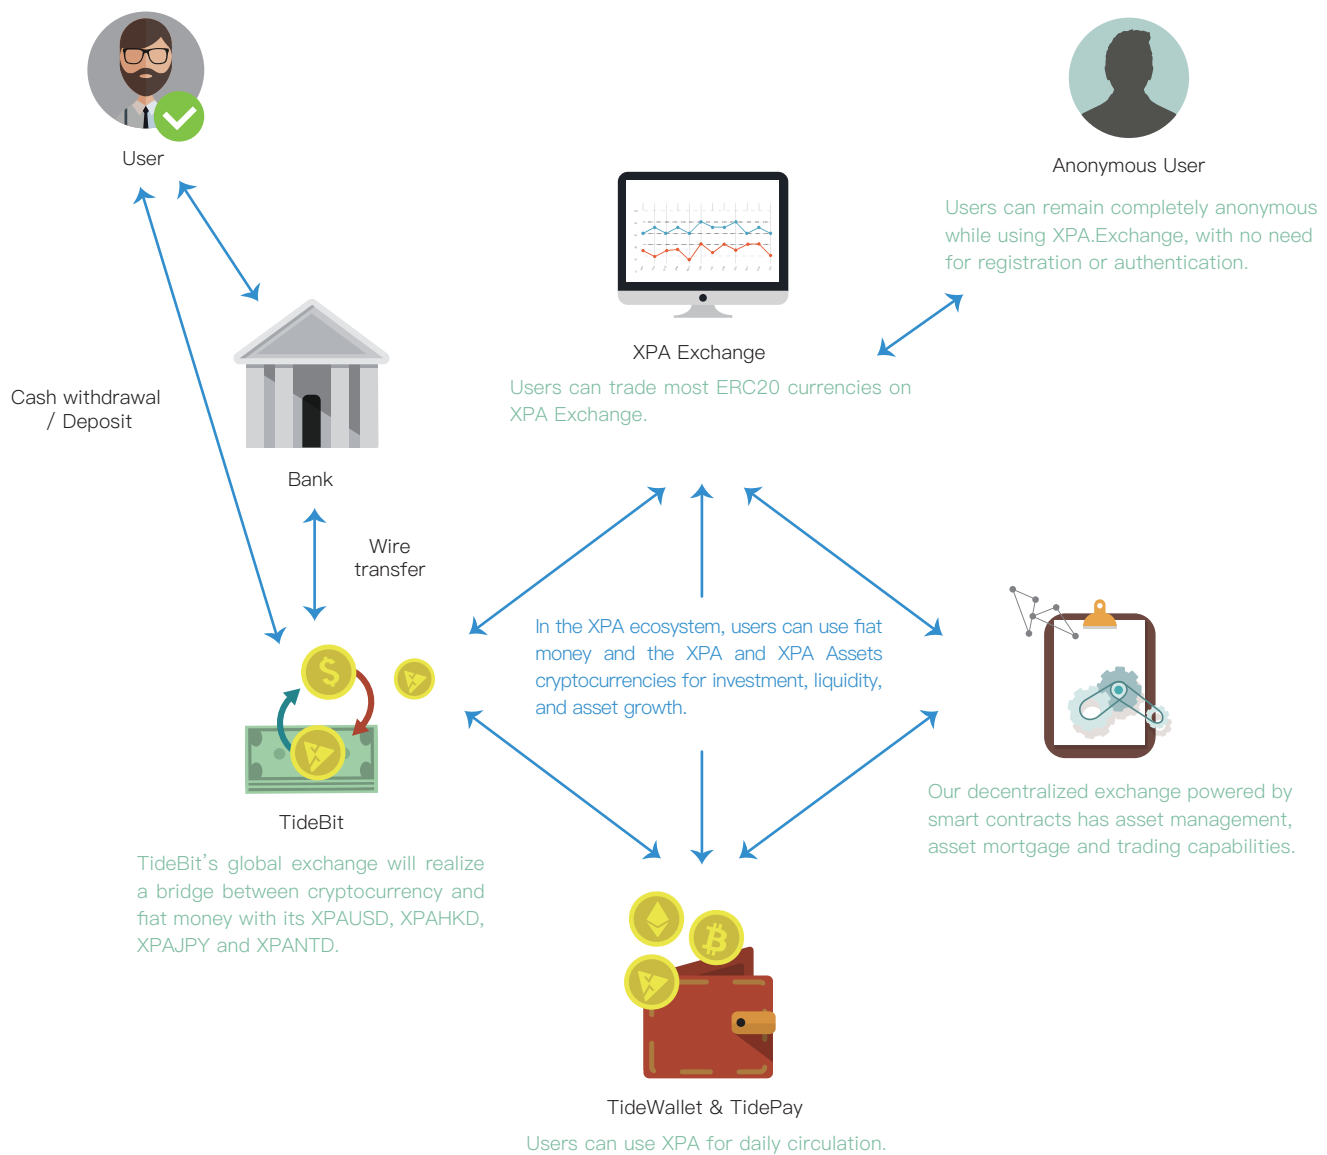 User
Anonymous User
Users can remain completely anonymous
while using XPA.Exchange, with no need
for registration or authentication.
XPA Exchange
Users can trade most ERC20 currencies on
XPA Exchange.
Cash withdrawal
/ Deposit
Bank
Wire
transfer
In the XPA ecosystem, users can use fiat
money and the XPA and XPA Assets
cryptocurrencies for investment, liquidity,
and asset growth.
TideBit
TideBit's global exchange will realize
a bridge between cryptocurrency and
fiat money with its XPAUSD, XPAHKD,
XPAJPY and XPANTD.
Our decentralized exchange powered by
smart contracts has asset management,
asset mortgage and trading capabilities.
TideWallet & TidePay
Users can use XPA for daily circulation.